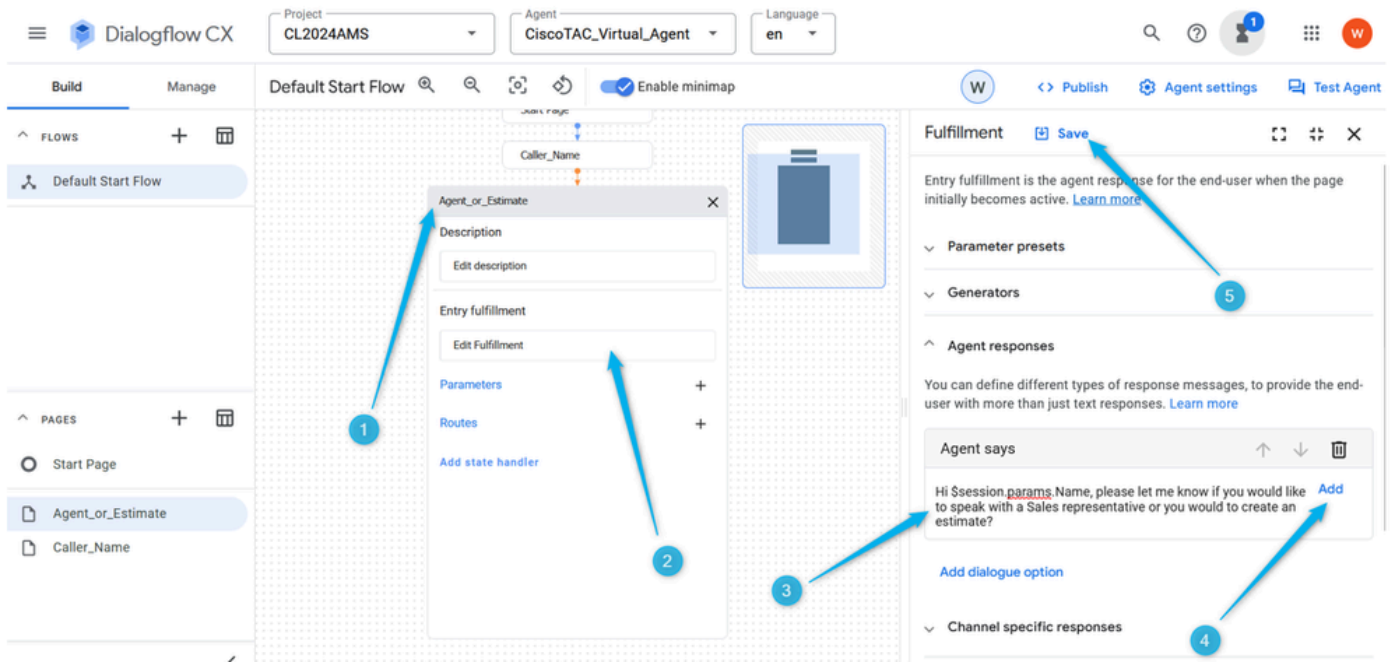 Dialogflow CX
Project
CL2024AMS
Agent
CiscoTAC_Virtual_Agent
Language
en
1
W
Build
Manage
Default Start Flow
Enable minimap
W
Publish
Agent settings
Test Agent
FLOWS
Default Start Flow
PAGES
Start Page
Agent_or_Estimate
Caller_Name
Start Page
Caller_Name
Agent_or_Estimate
Description
Edit description
Entry fulfillment
Edit Fulfillment
Parameters
Routes
Add state handler
1
2
Fulfillment
Save
Entry fulfillment is the agent response for the end-user when the page
initially becomes active. Learn more
Parameter presets
Generators
5
Agent responses
You can define different types of response messages, to provide the end-
user with more than just text responses. Learn more
Agent says
Hi $session.params.Name, please let me know if you would like
to speak with a Sales representative or you would to create an
estimate?
Add
3
Add dialogue option
4
Channel specific responses